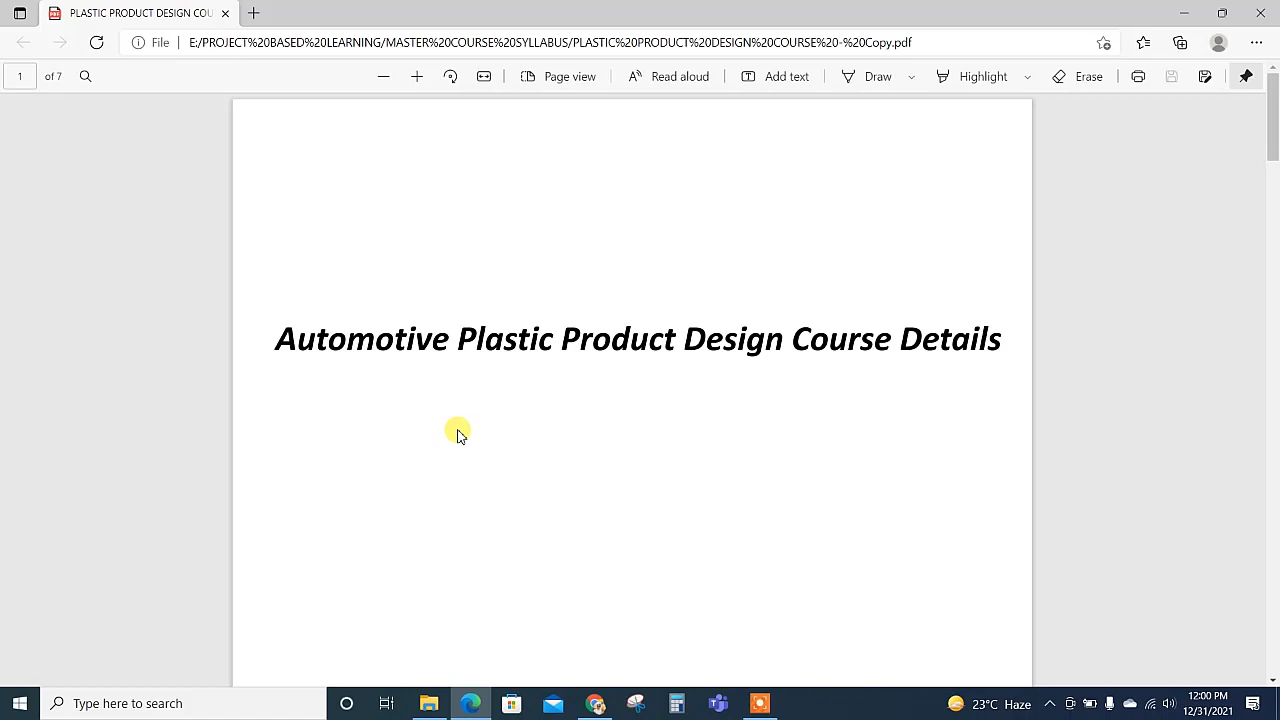 PLASTIC PRODUCT DESIGN COU
File
E:/PROJECT%20BASED%20LEARNING/MASTER%20COURSE%20SYLLABUS/PLASTIC%20PRODUCT%20DESIGN%20COURSE%20-%20Copy.pdf
1 of 7 Page view Read aloud Add text Draw Highlight Erase
Automotive Plastic Product Design Course Details
Type here to search
23°C Haze
12:00 PM
12/31/2021